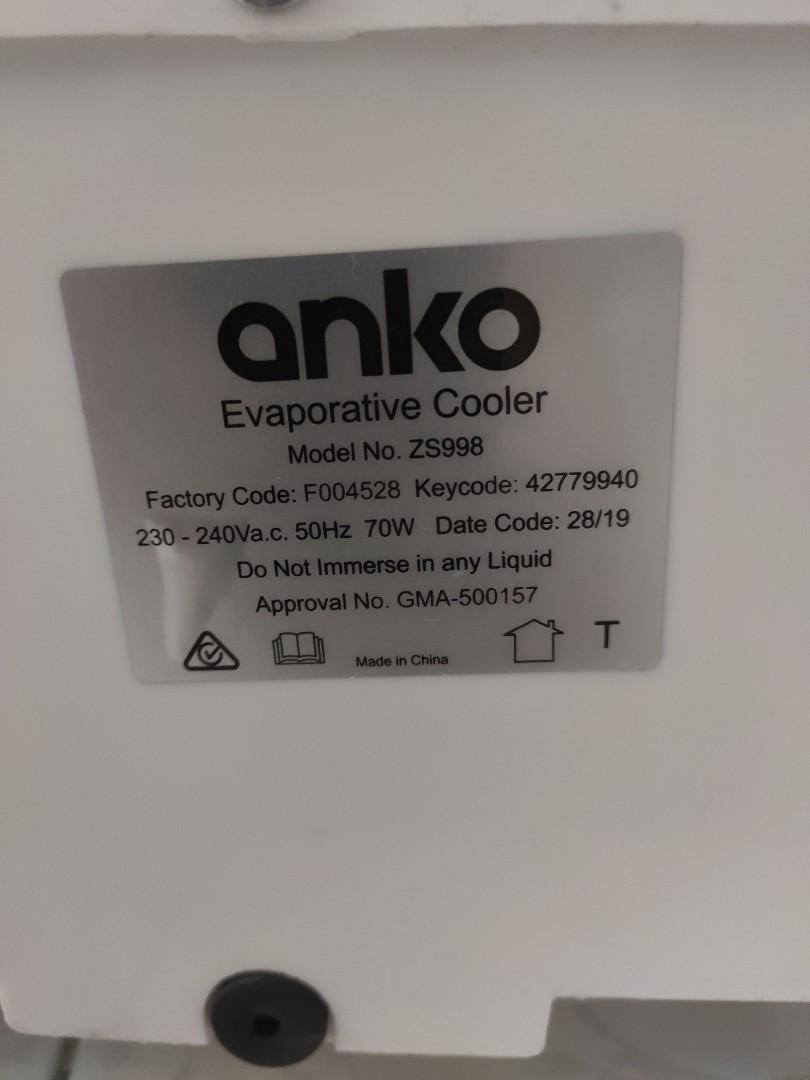 anko
Evaporative Cooler
Model No. ZS998
Factory Code: F004528 Keycode: 42779940
230 - 240Va.c. 50Hz 70W Date Code: 28/19
Do Not Immerse in any Liquid
Approval No. GMA-500157
Made in China T